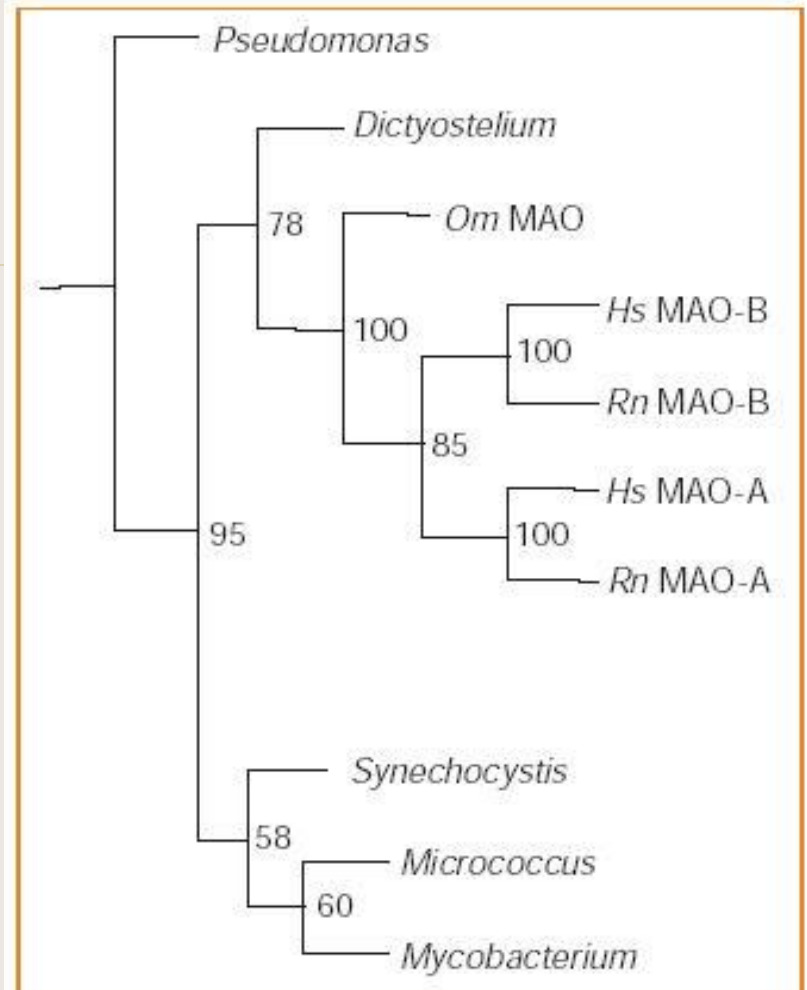 Pseudomonas
Dictyostelium
78
Om MAO
Hs MAO-B
100
100
Rn MAO-B
85
Hs MAO-A
95
100
Rn MAO-A
Synechocystis
58
Micrococcus
60
Mycobacterium